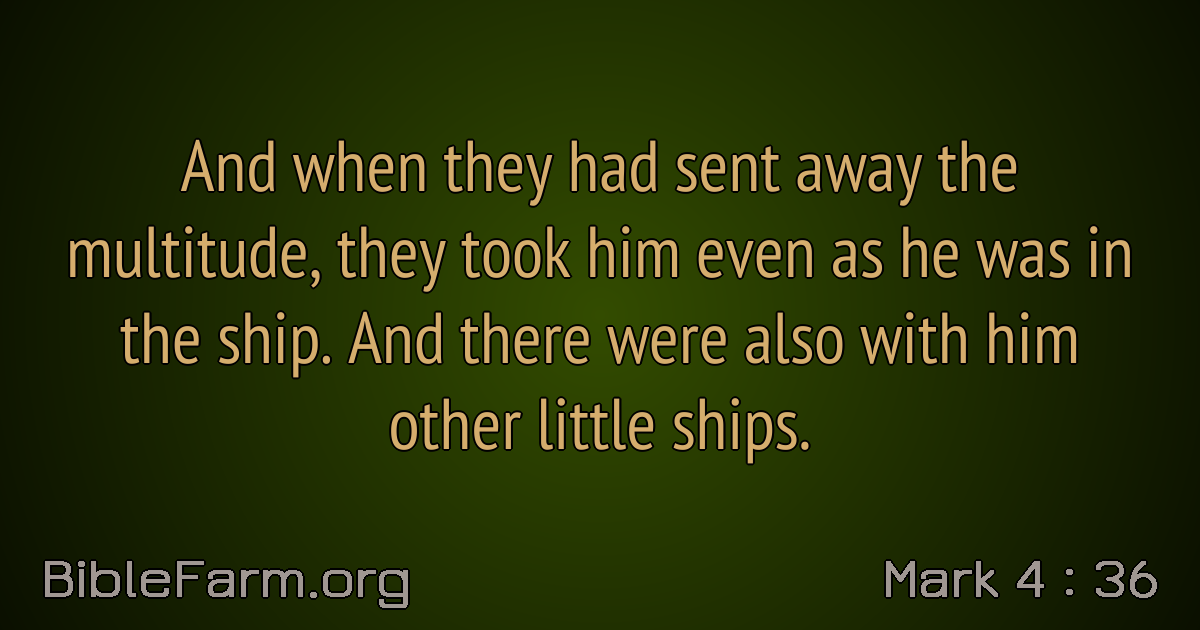 And when they had sent away the
multitude, they took him even as he was in
the ship. And there were also with him
other little ships.
BibleFarm.org
Mark 4 : 36